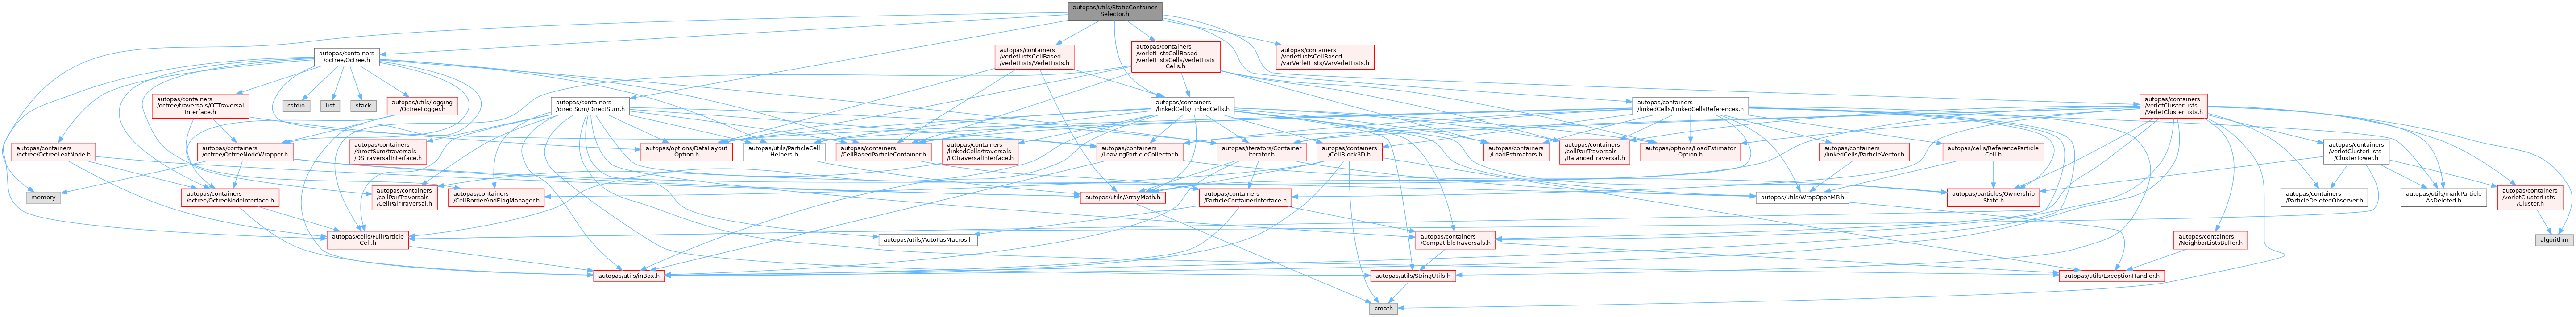 autopas/utils/StaticContainer
Selector.h
autopas/containers
/octree/Octree.h
autopas/containers
/verletListsCellBased
/verletLists/VerletLists.h
autopas/containers
/verletListsCellBased
/verletListsCells/VerletLists
Cells.h
autopas/containers
/verletListsCellBased
/varVerletLists/VarVerletLists.h
autopas/containers
/octree/traversals/OTTraversal
Interface.h
cstdio
list
stack
autopas/utils/logging
/OctreeLogger.h
autopas/containers
/directSum/DirectSum.h
autopas/containers
/linkedCells/LinkedCells.h
autopas/containers
/linkedCells/LinkedCellsReferences.h
autopas/containers
/verletClusterLists
/VerletClusterLists.h
autopas/containers
/octree/OctreeLeafNode.h
autopas/containers
/octree/OctreeNodeWrapper.h
autopas/containers
/directSum/traversals
/DSTraversalInterface.h
autopas/options/DataLayout
Option.h
autopas/utils/ParticleCell
Helpers.h
autopas/containers
/CellBasedParticleContainer.h
autopas/containers
/linkedCells/traversals
/LCTraversalInterface.h
autopas/containers
/LeavingParticleCollector.h
autopas/iterators/Container
Iterator.h
autopas/containers
/CellBlock3D.h
autopas/containers
/LoadEstimators.h
autopas/containers
/cellPairTraversals
/BalancedTraversal.h
autopas/options/LoadEstimator
Option.h
autopas/containers
/linkedCells/ParticleVector.h
autopas/cells/ReferenceParticle
Cell.h
autopas/containers
/verletClusterLists
/ClusterTower.h
memory
autopas/containers
/octree/OctreeNodeInterface.h
autopas/containers
/cellPairTraversals
/CellPairTraversal.h
autopas/containers
/CellBorderAndFlagManager.h
autopas/utils/ArrayMath.h
autopas/containers
/ParticleContainerInterface.h
autopas/utils/WrapOpenMP.h
autopas/particles/Ownership
State.h
autopas/containers
/ParticleDeletedObserver.h
autopas/utils/markParticle
AsDeleted.h
autopas/containers
/verletClusterLists
/Cluster.h
autopas/cells/FullParticle
Cell.h
autopas/utils/AutoPasMacros.h
autopas/containers
/CompatibleTraversals.h
autopas/containers
/NeighborListsBuffer.h
algorithm
autopas/utils/inBox.h
autopas/utils/StringUtils.h
autopas/utils/ExceptionHandler.h
cmath